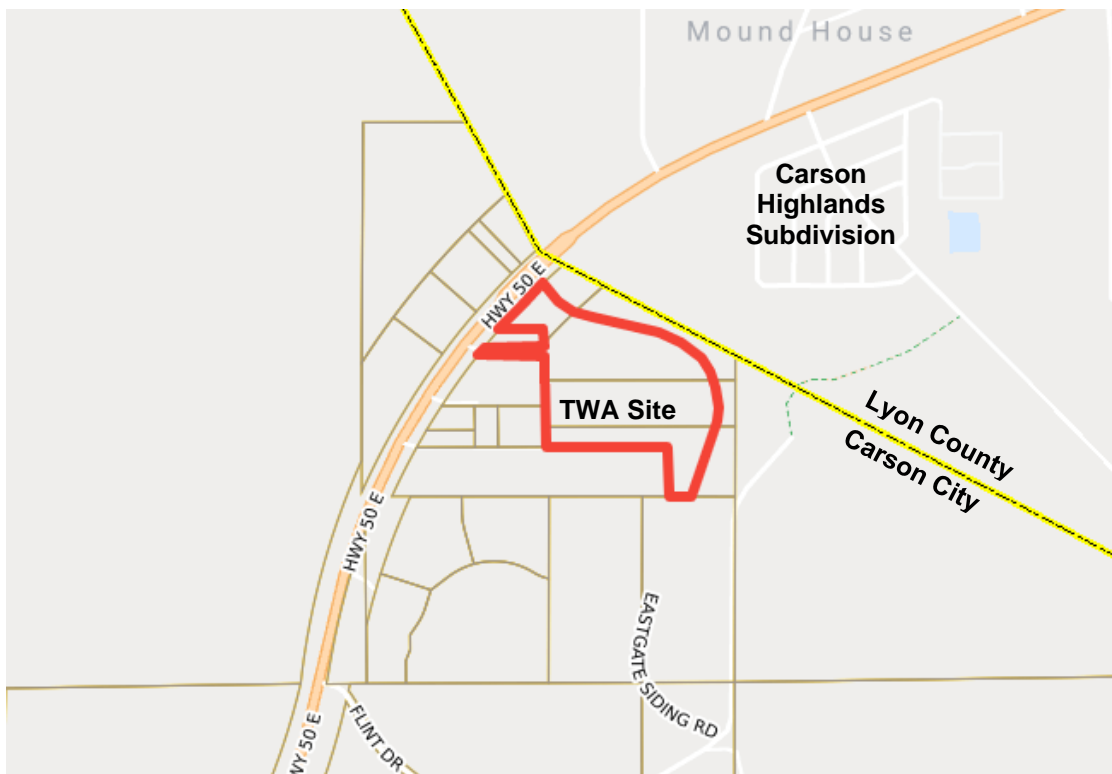 Mound House
Carson
Highlands
Subdivision
HWY 50 E
TWA Site
Lyon County
Carson City
HWY 50 E
EASTGATE SIDING RD
FLINT DR
WY 50 E